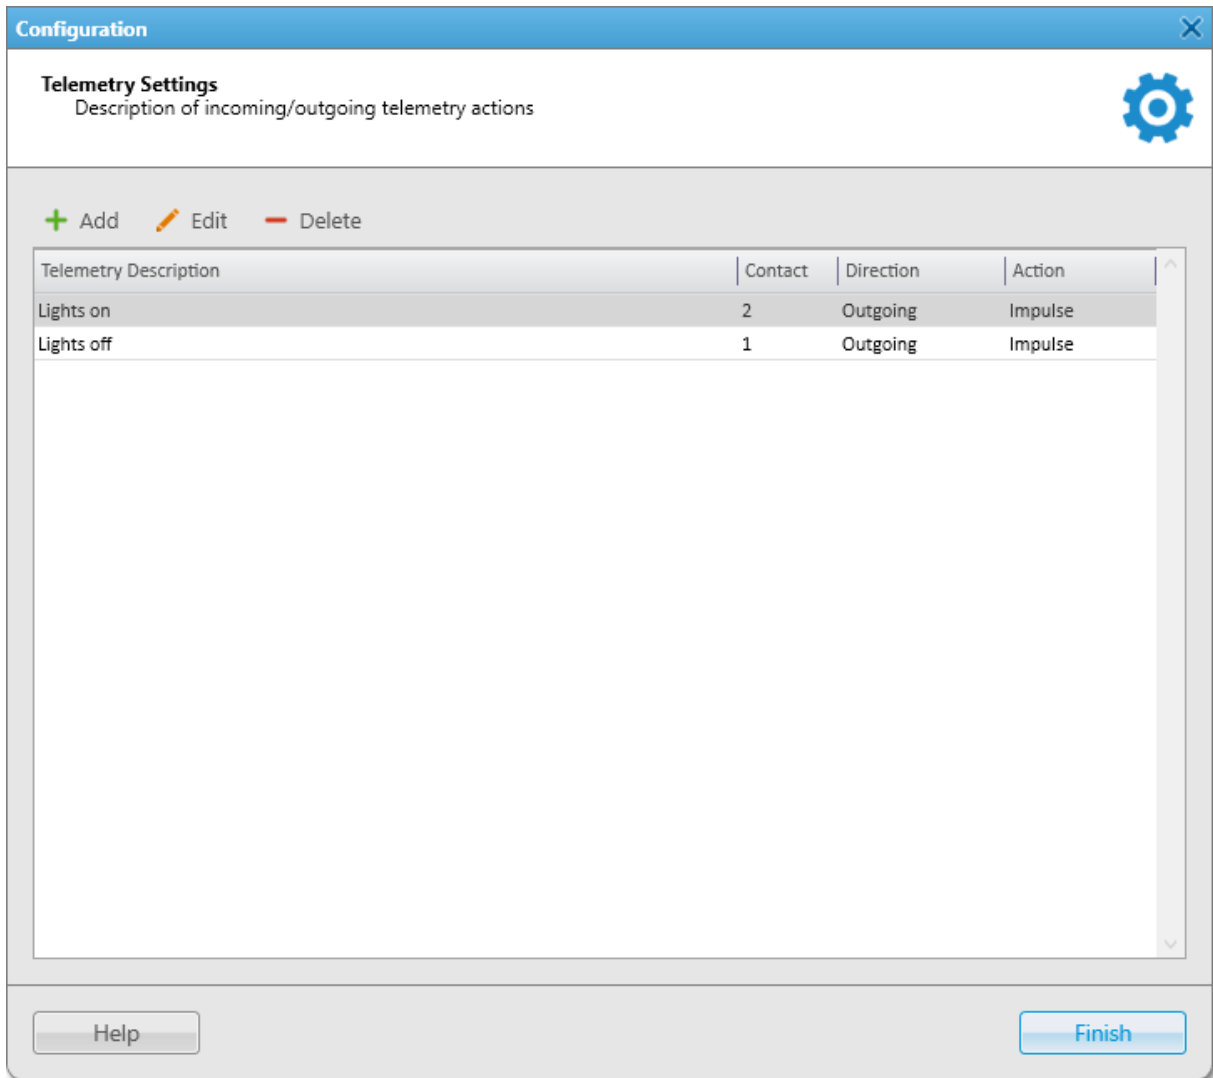 Configuration
Telemetry Settings
Description of incoming/outgoing telemetry actions
Add Edit Delete
Telemetry Description Contact Direction Action
Lights on 2 Outgoing Impulse
Lights off 1 Outgoing Impulse
Help Finish